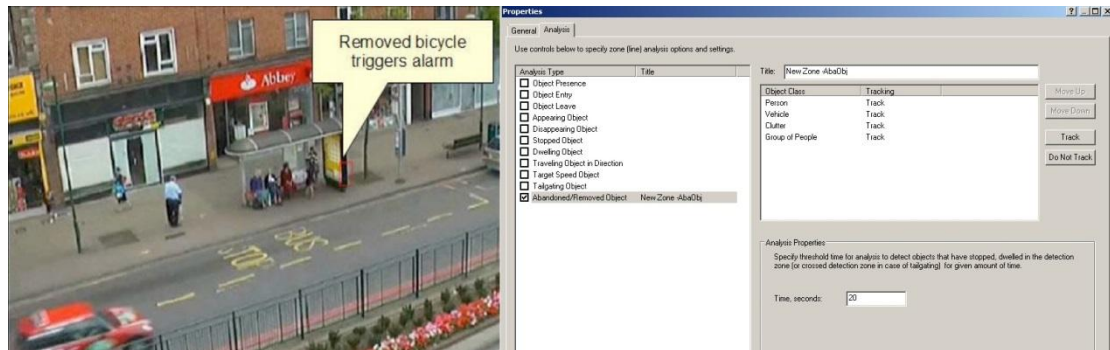 Removed bicycle
triggers alarm
Abbey
BUS
STOP
Properties
General Analysis
Use controls below to specify zone (line) analysis options and settings.
Analysis Type Title
Object Presence
Object Entry
Object Leave
Appearing Object
Disappearing Object
Stopped Object
Dwelling Object
Traveling Object in Direction
Target Speed Object
Tailgating Object
Abandoned/Removed Object New Zone -AbaObj
Title: New Zone -AbaObj
Object Class Tracking
Person Track
Vehicle Track
Clutter Track
Group of People Track
Move Up
Move Down
Track
Do Not Track
Analysis Properties
Specify threshold time for analysis to detect objects that have stopped, dwelled in the detection
zone (or crossed detection zone in case of tailgating) for given amount of time.
Time, seconds: 20